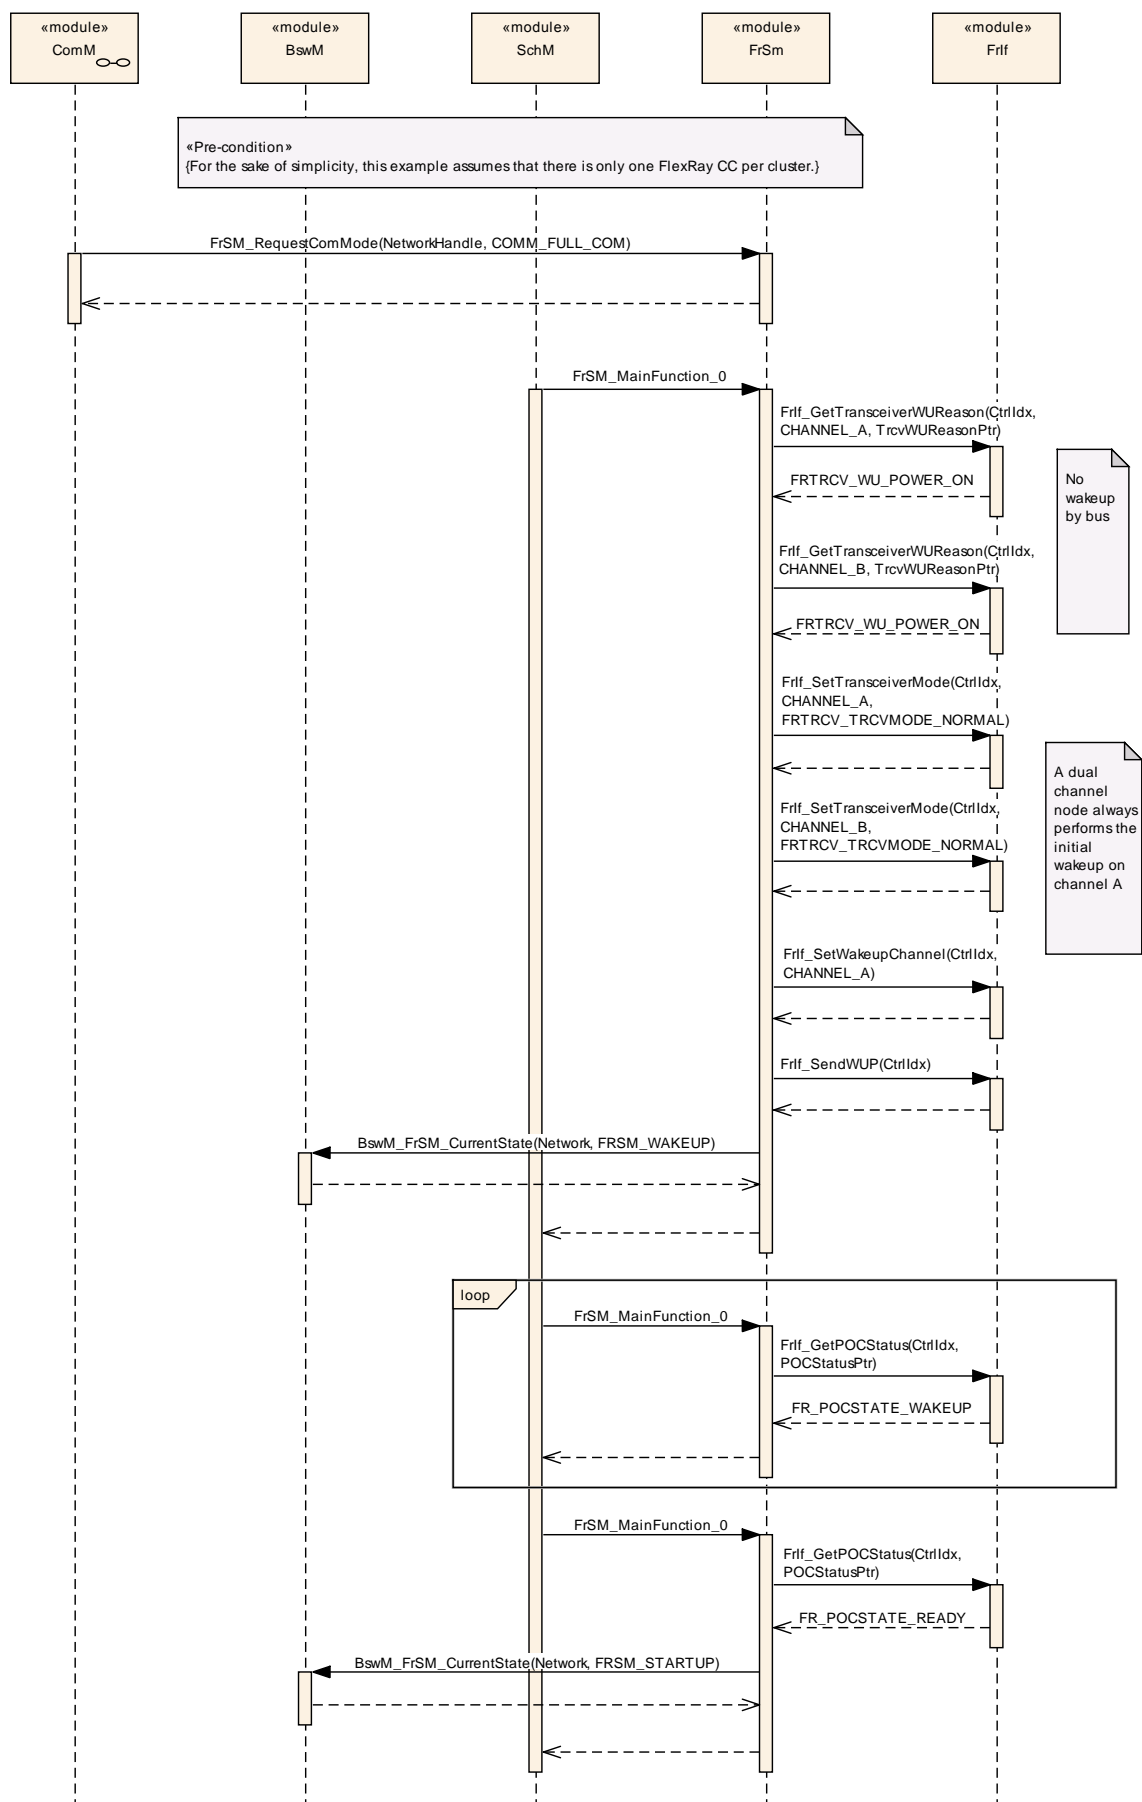 «module»
ComM
«module»
BswM
«module»
SchM
«module»
FrSm
«module»
FrIf
«Pre-condition»
{For the sake of simplicity, this example assumes that there is only one FlexRay CC per cluster.}
FrSM_RequestComMode(NetworkHandle, COMM_FULL_COM)
FrSM_MainFunction_0
FrIf_GetTransceiverWUReason(CtrlIdx,
CHANNEL_A, TrcvWUReasonPtr)
FRTRCV_WU_POWER_ON
No
wakeup
by bus
FrIf_GetTransceiverWUReason(CtrlIdx,
CHANNEL_B, TrcvWUReasonPtr)
FRTRCV_WU_POWER_ON
FrIf_SetTransceiverMode(CtrlIdx,
CHANNEL_A,
FRTRCV_TRCVMODE_NORMAL)
A dual
channel
node always
performs the
initial
wakeup on
channel A
FrIf_SetTransceiverMode(CtrlIdx,
CHANNEL_B,
FRTRCV_TRCVMODE_NORMAL)
FrIf_SetWakeupChannel(CtrlIdx,
CHANNEL_A)
FrIf_SendWUP(CtrlIdx)
BswM_FrSM_CurrentState(Network, FRSM_WAKEUP)
loop
FrSM_MainFunction_0
FrIf_GetPOCStatus(CtrlIdx,
POCStatusPtr)
FR_POCSTATE_WAKEUP
FrSM_MainFunction_0
FrIf_GetPOCStatus(CtrlIdx,
POCStatusPtr)
FR_POCSTATE_READY
BswM_FrSM_CurrentState(Network, FRSM_STARTUP)